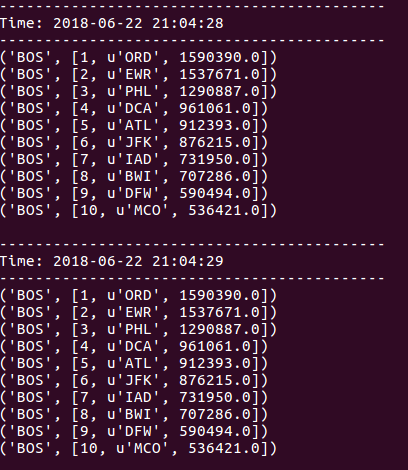 -------------------------------------------
Time: 2018-06-22 21:04:28
-------------------------------------------
('BOS', [1, u'ORD', 1590390.0])
('BOS', [2, u'EWR', 1537671.0])
('BOS', [3, u'PHL', 1290887.0])
('BOS', [4, u'DCA', 961061.0])
('BOS', [5, u'ATL', 912393.0])
('BOS', [6, u'JFK', 876215.0])
('BOS', [7, u'IAD', 731950.0])
('BOS', [8, u'BWI', 707286.0])
('BOS', [9, u'DFW', 590494.0])
('BOS', [10, u'MCO', 536421.0])
-------------------------------------------
Time: 2018-06-22 21:04:29
-------------------------------------------
('BOS', [1, u'ORD', 1590390.0])
('BOS', [2, u'EWR', 1537671.0])
('BOS', [3, u'PHL', 1290887.0])
('BOS', [4, u'DCA', 961061.0])
('BOS', [5, u'ATL', 912393.0])
('BOS', [6, u'JFK', 876215.0])
('BOS', [7, u'IAD', 731950.0])
('BOS', [8, u'BWI', 707286.0])
('BOS', [9, u'DFW', 590494.0])
('BOS', [10, u'MCO', 536421.0])